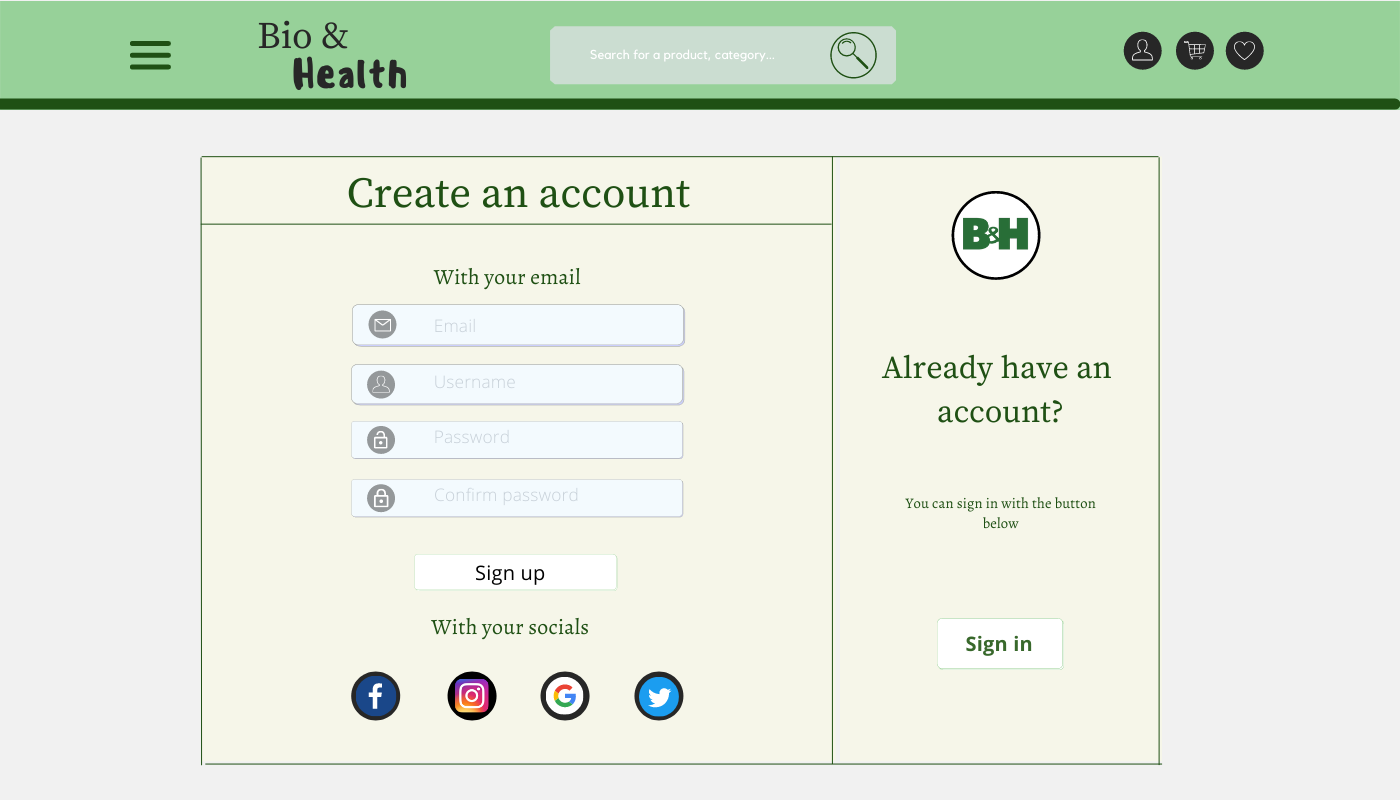 Bio &
Health
Search for a product, category...
Create an account
With your email
Email
Username
Password
Confirm password
Sign up
With your socials
B&H
Already have an
account?
You can sign in with the button
below
Sign in